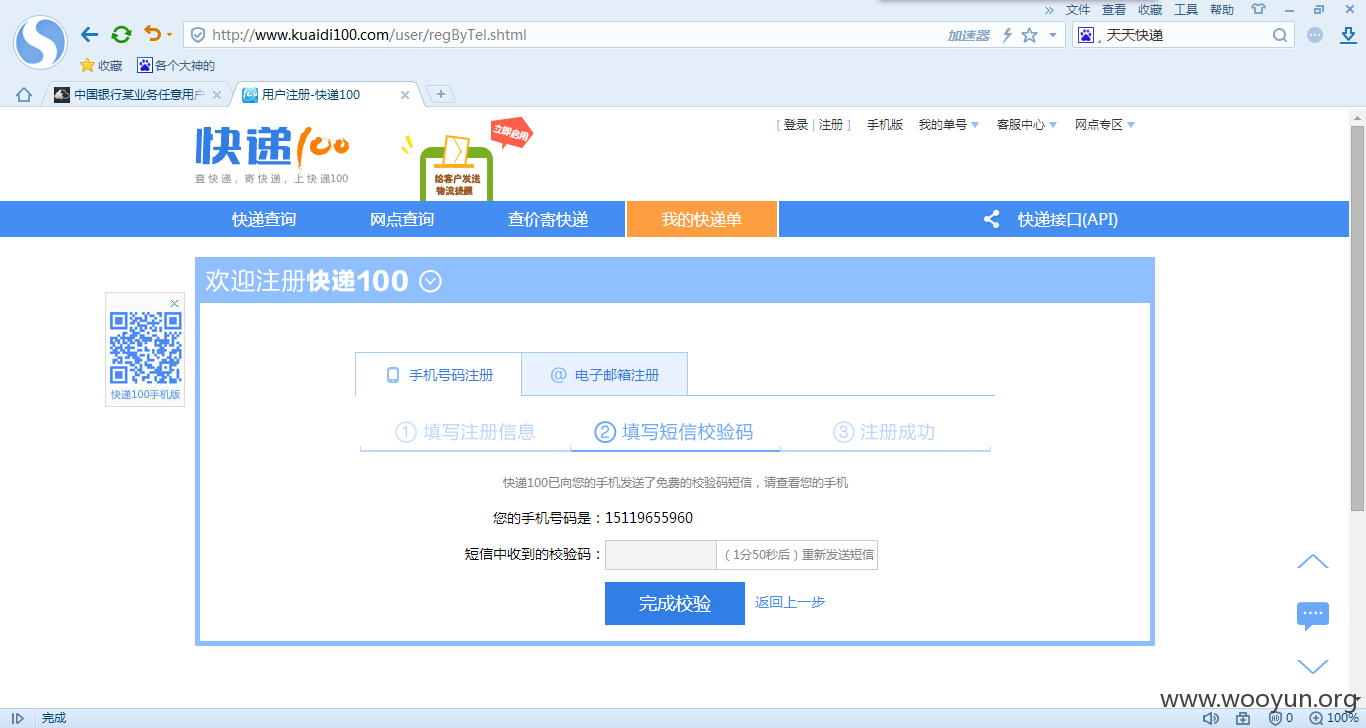 » 文件 查看 收藏 工具 帮助
http://www.kuaidi100.com/user/regByTel.shtml 加速器 天天快递
收藏 各个大神的
中国银行某业务任意用户 用户注册-快递100
[ 登录 | 注册 ] 手机版 我的单号 客服中心 网点专区
快递100
查快递，寄快递，上快递100
立即启用
给客户发送
物流提醒
快递查询 网点查询 查价寄快递 我的快递单 快递接口(API)
欢迎注册快递100
快递100手机版
手机号码注册 @ 电子邮箱注册
① 填写注册信息 ② 填写短信校验码 ③ 注册成功
快递100已向您的手机发送了免费的校验码短信，请查看您的手机
您的手机号码是：15119655960
短信中收到的校验码： （1分50秒后）重新发送短信
完成校验 返回上一步
www.wooyun.org
完成 0 100%